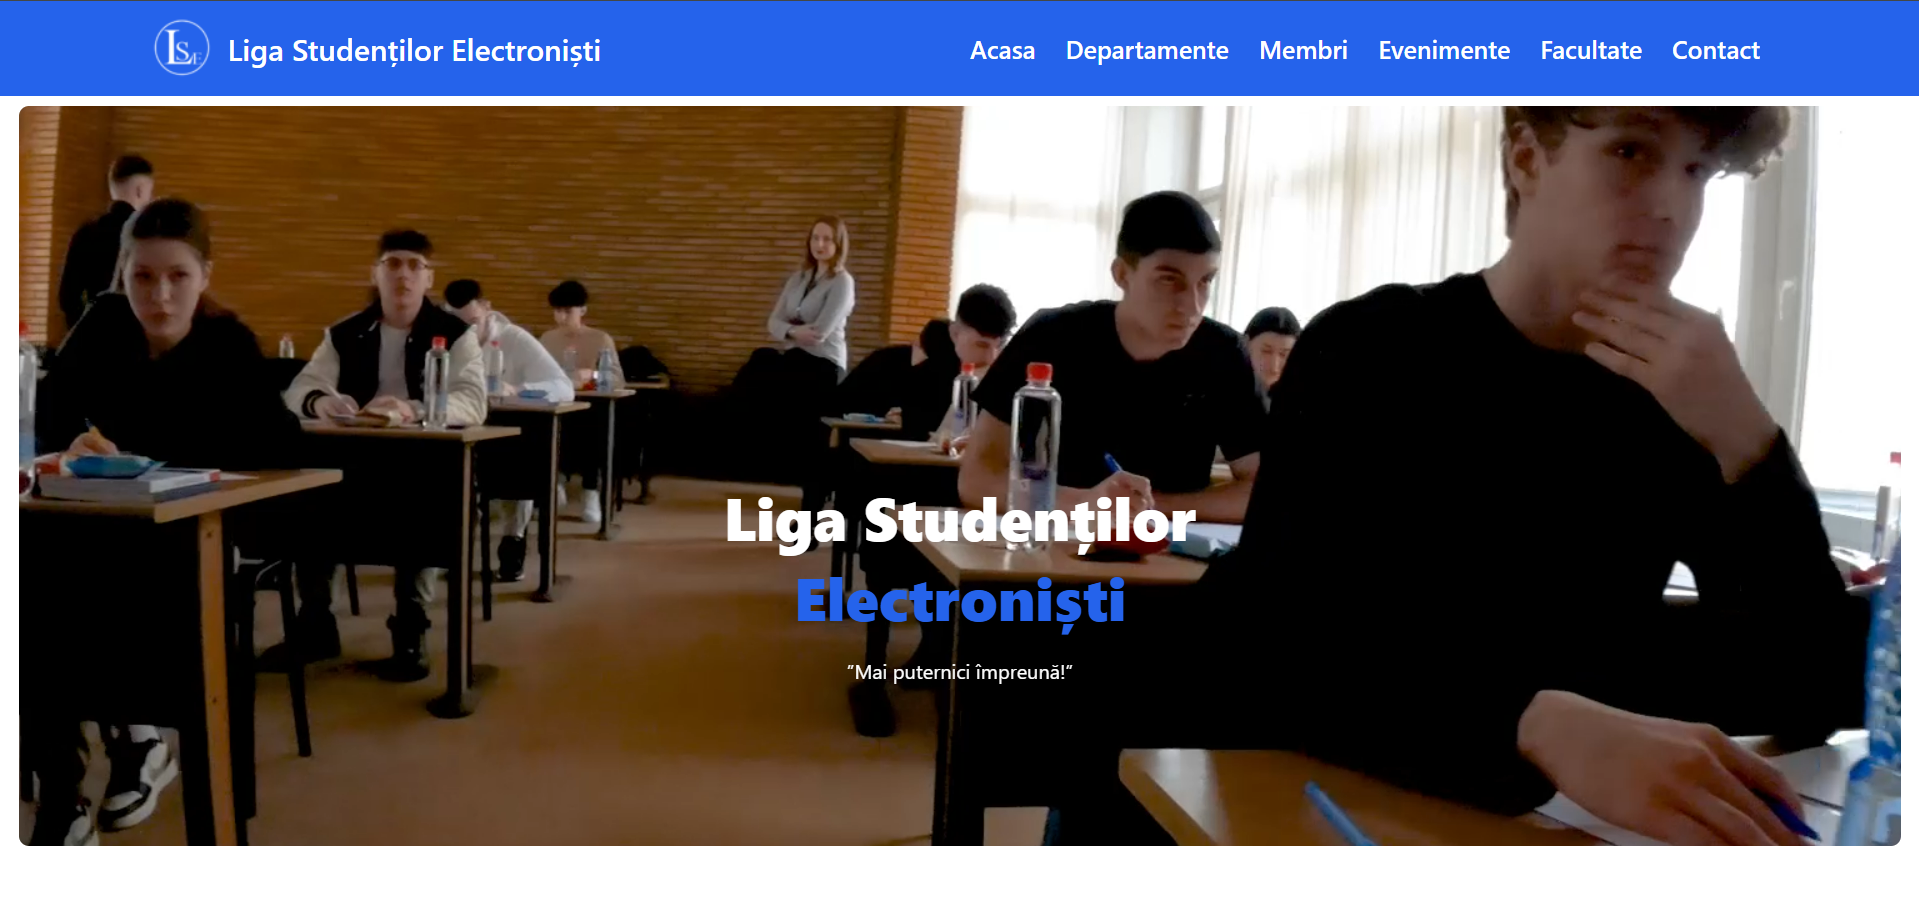 LSE
Liga Studenților Electroniști
Acasa Departamente Membri Evenimente Facultate Contact
Liga Studenților
Electroniști
”Mai puternici împreună!”